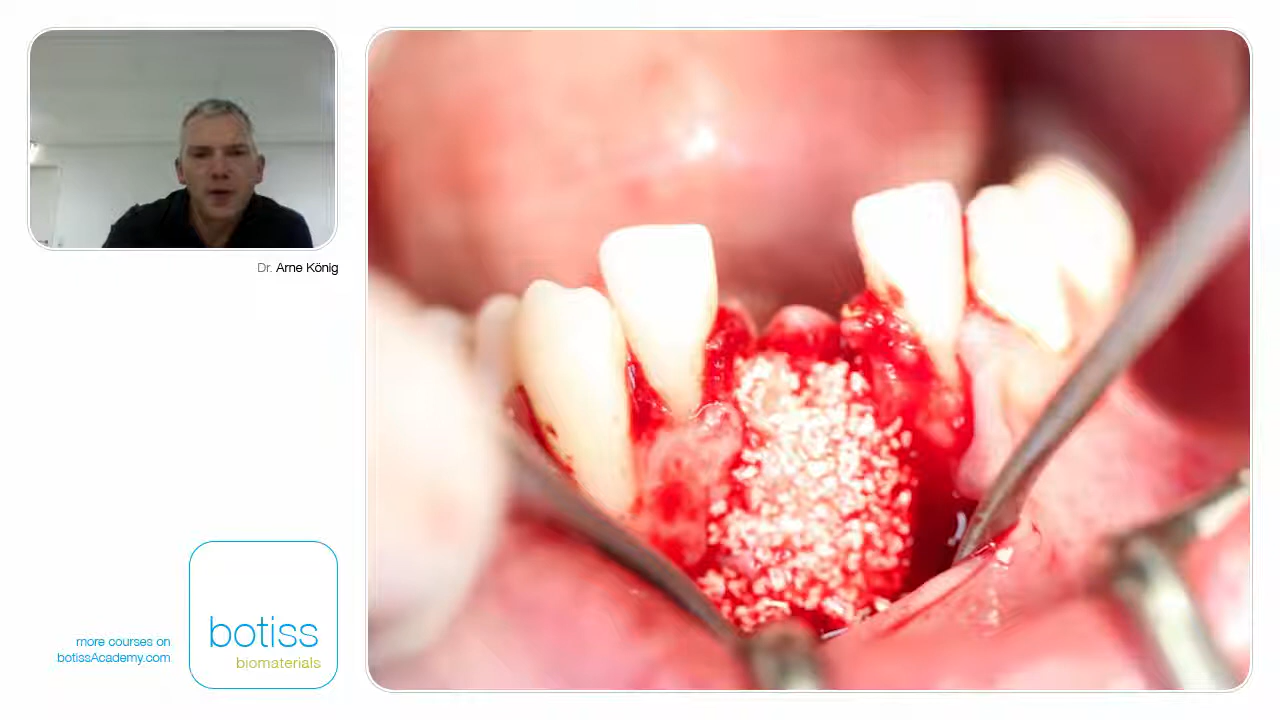 Dr. Arne König
botiss
biomaterials
more courses on
botissAcademy.com